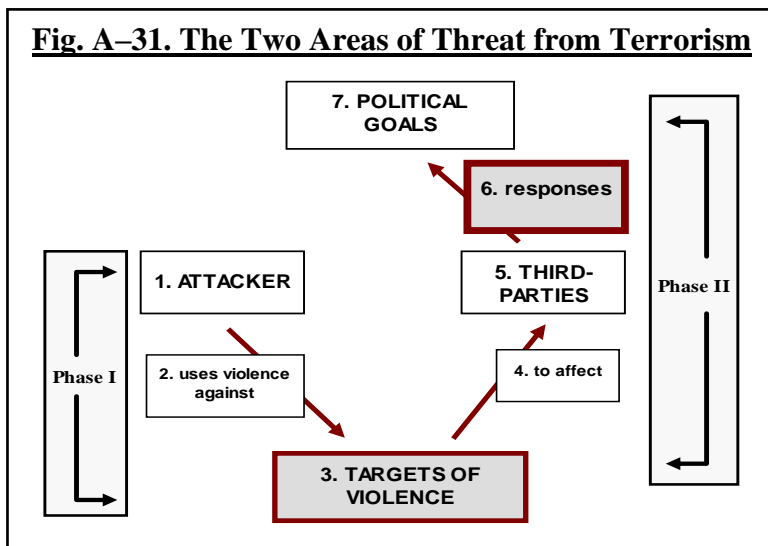 Fig. A–31. The Two Areas of Threat from Terrorism
7. POLITICAL
GOALS
6. responses
1. ATTACKER
5. THIRD-
PARTIES
Phase II
Phase I
2. uses violence
against
4. to affect
3. TARGETS OF
VIOLENCE